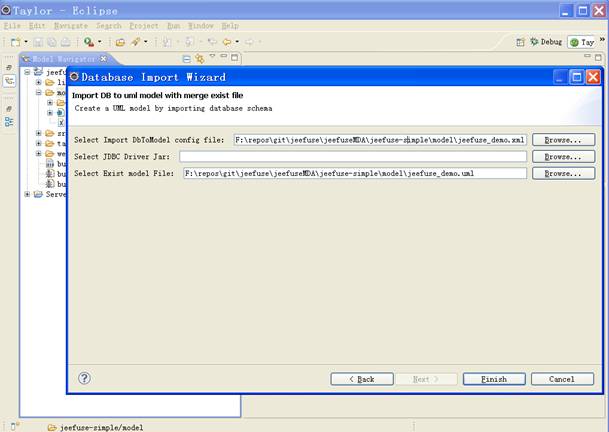 Taylor - Eclipse
File Edit Navigate Search Project Run Window Help
Debug Tay »
Model Navigator
jeefu
li
mo
sr
ta
we
bu
bu
bu
Serve
Database Import Wizard
Import DB to uml model with merge exist file
Create a UML model by importing database schema
Select Import DbToModel config file: F:\repos\git\jeefuse\jeefuseMDA\jeefuse-simple\model\jeefuse_demo.xml Browse...
Select JDBC Driver Jar: Browse...
Select Exist model File: F:\repos\git\jeefuse\jeefuseMDA\jeefuse-simple\model\jeefuse_demo.uml Browse...
< Back Next > Finish Cancel
jeefuse-simple/model